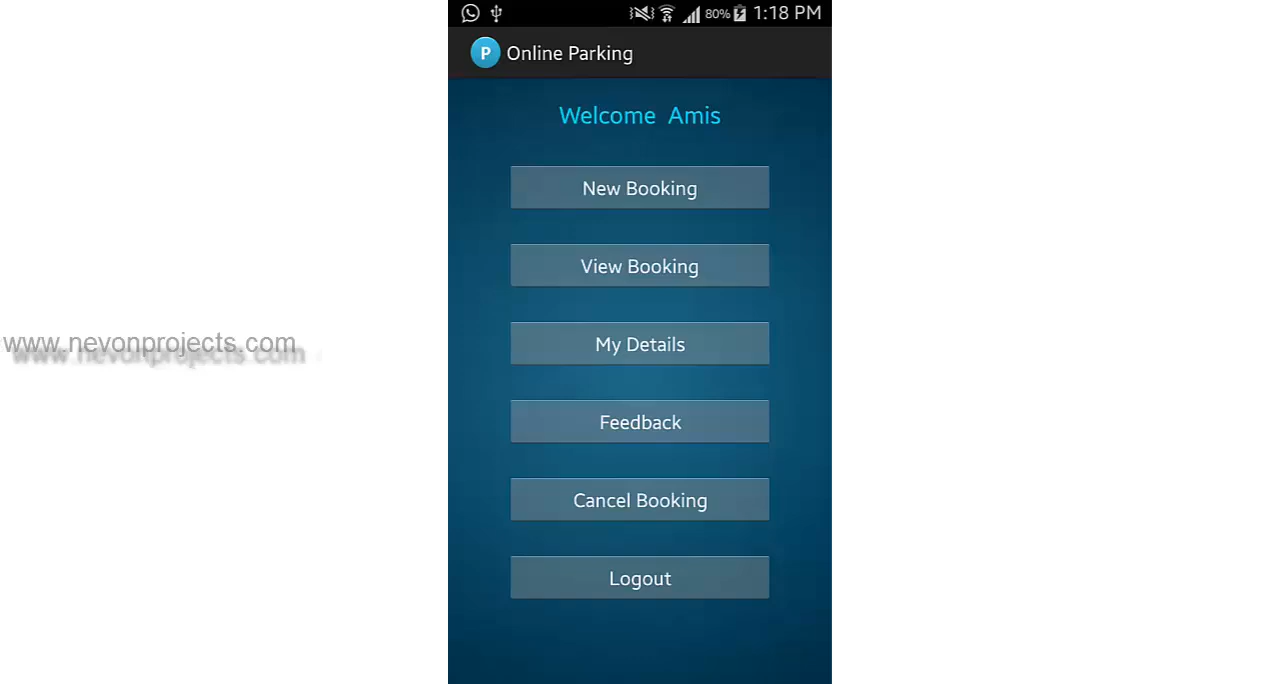 80% 1:18 PM
P Online Parking
Welcome Amis
New Booking
View Booking
My Details
www.nevonprojects.com
Feedback
Cancel Booking
Logout